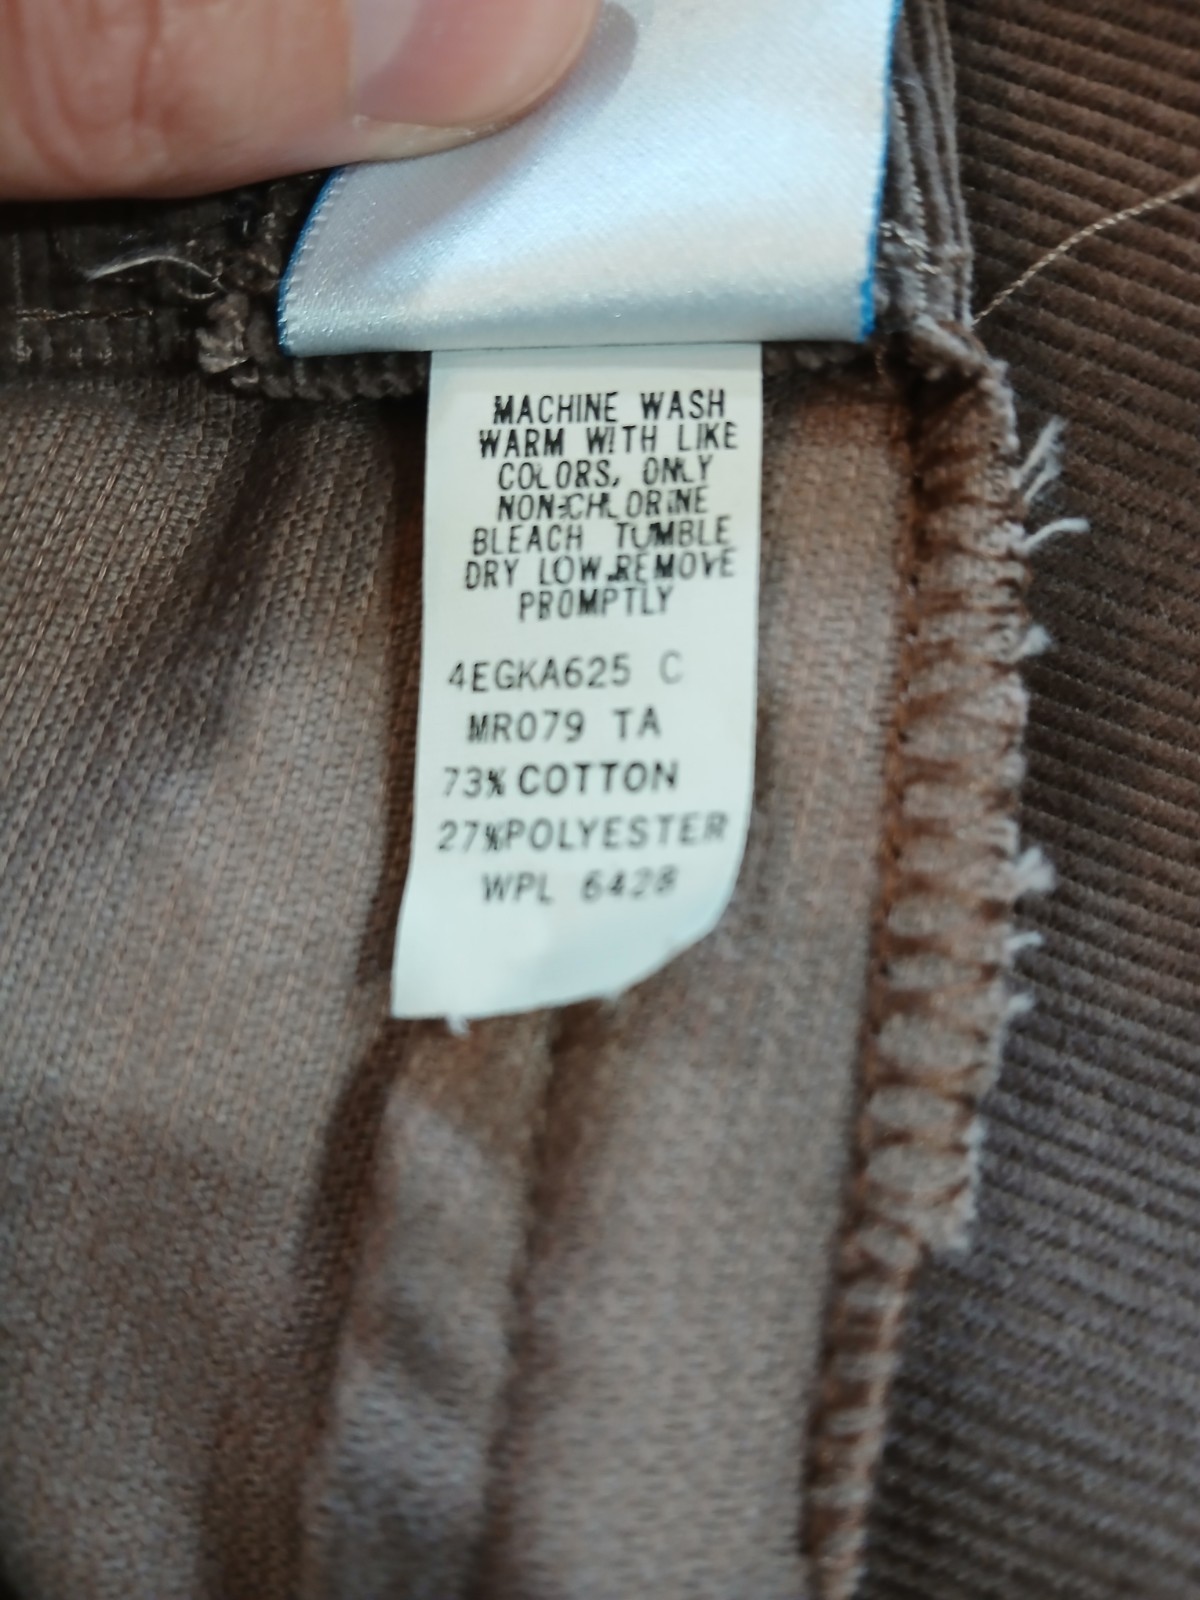 MACHINE WASH
WARM WITH LIKE
COLORS, ONLY
NON-CHLORINE
BLEACH TUMBLE
DRY LOW.REMOVE
PROMPTLY
4EGKA625 C
MR079 TA
73% COTTON
27%POLYESTER
WPL 6428